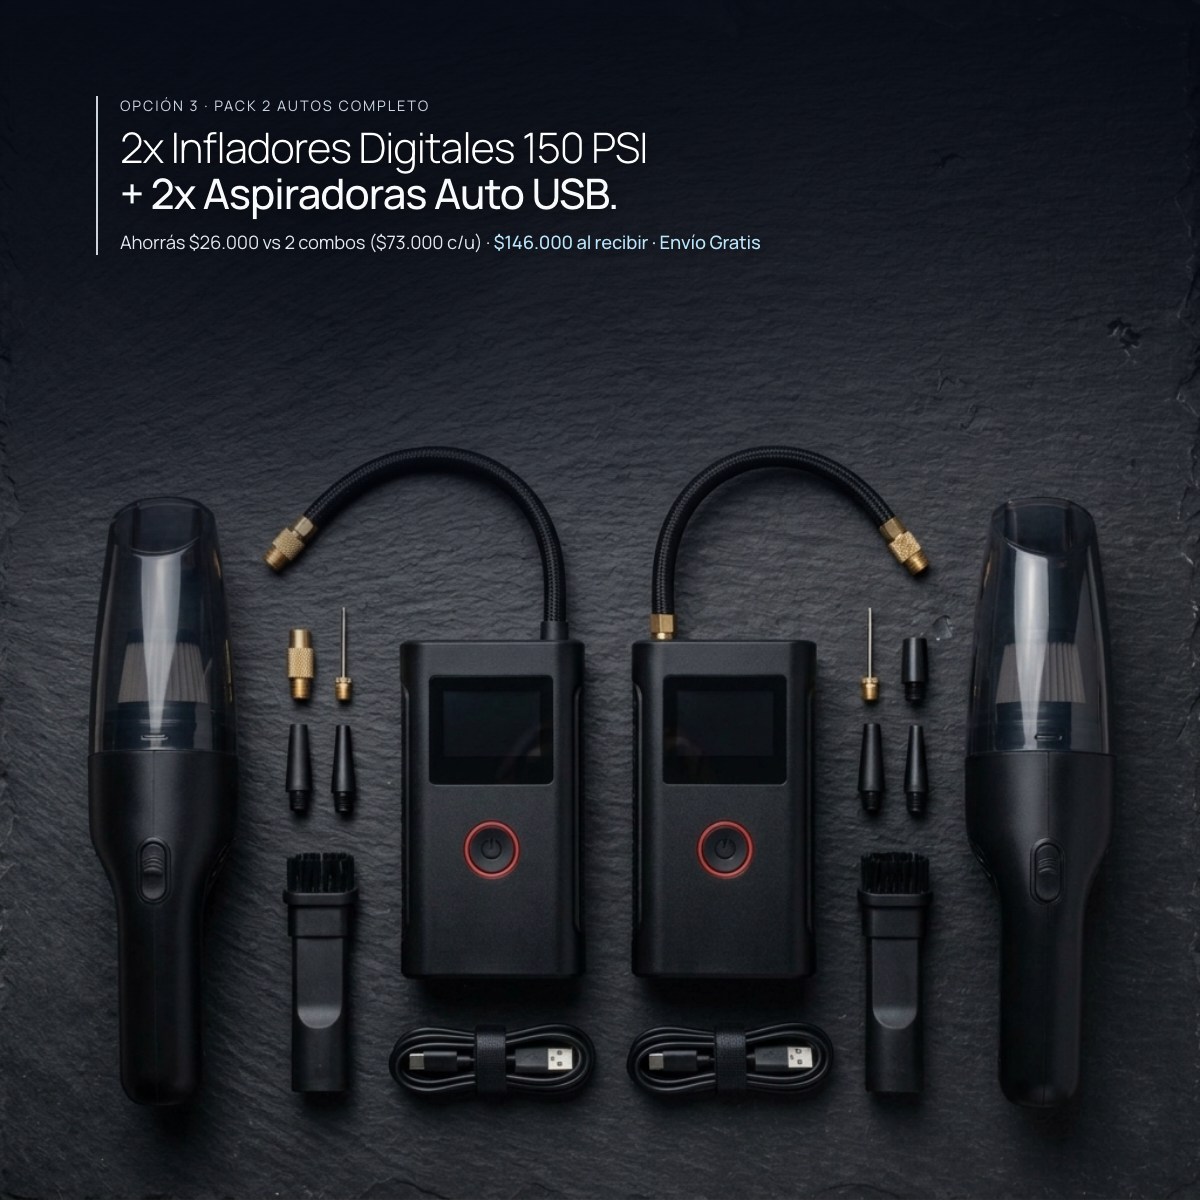 OPCIÓN 3 · PACK 2 AUTOS COMPLETO
2x Infladores Digitales 150 PSI
+ 2x Aspiradoras Auto USB.
Ahorrás $26.000 vs 2 combos ($73.000 c/u) · $146.000 al recibir · Envío Gratis